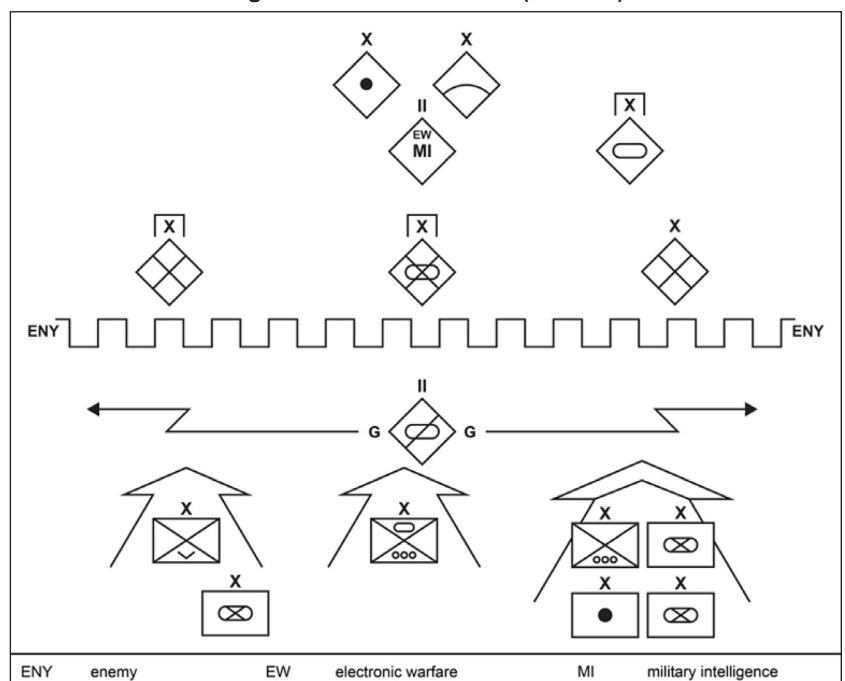 X X
II
EW
MI
X
X X X
ENY ENY
II
G G
X X X X
X X X
ENY enemy EW electronic warfare MI military intelligence